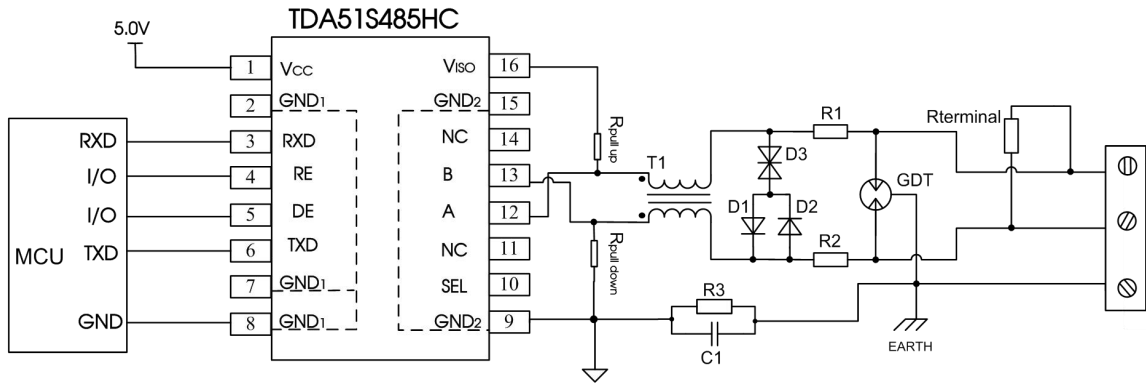 TDA51S485HC
5.0V
1 VCC
2 GND1
3 RXD
4 RE
5 DE
6 TXD
7 GND1
8 GND1
VISO 16
GND2 15
NC 14
B 13
A 12
NC 11
SEL 10
GND2 9
RXD
I/O
I/O
TXD
MCU
GND
Rpull up
Rpull down
T1
D3
D1
D2
R1
R2
GDT
Rterminal
R3
C1
EARTH